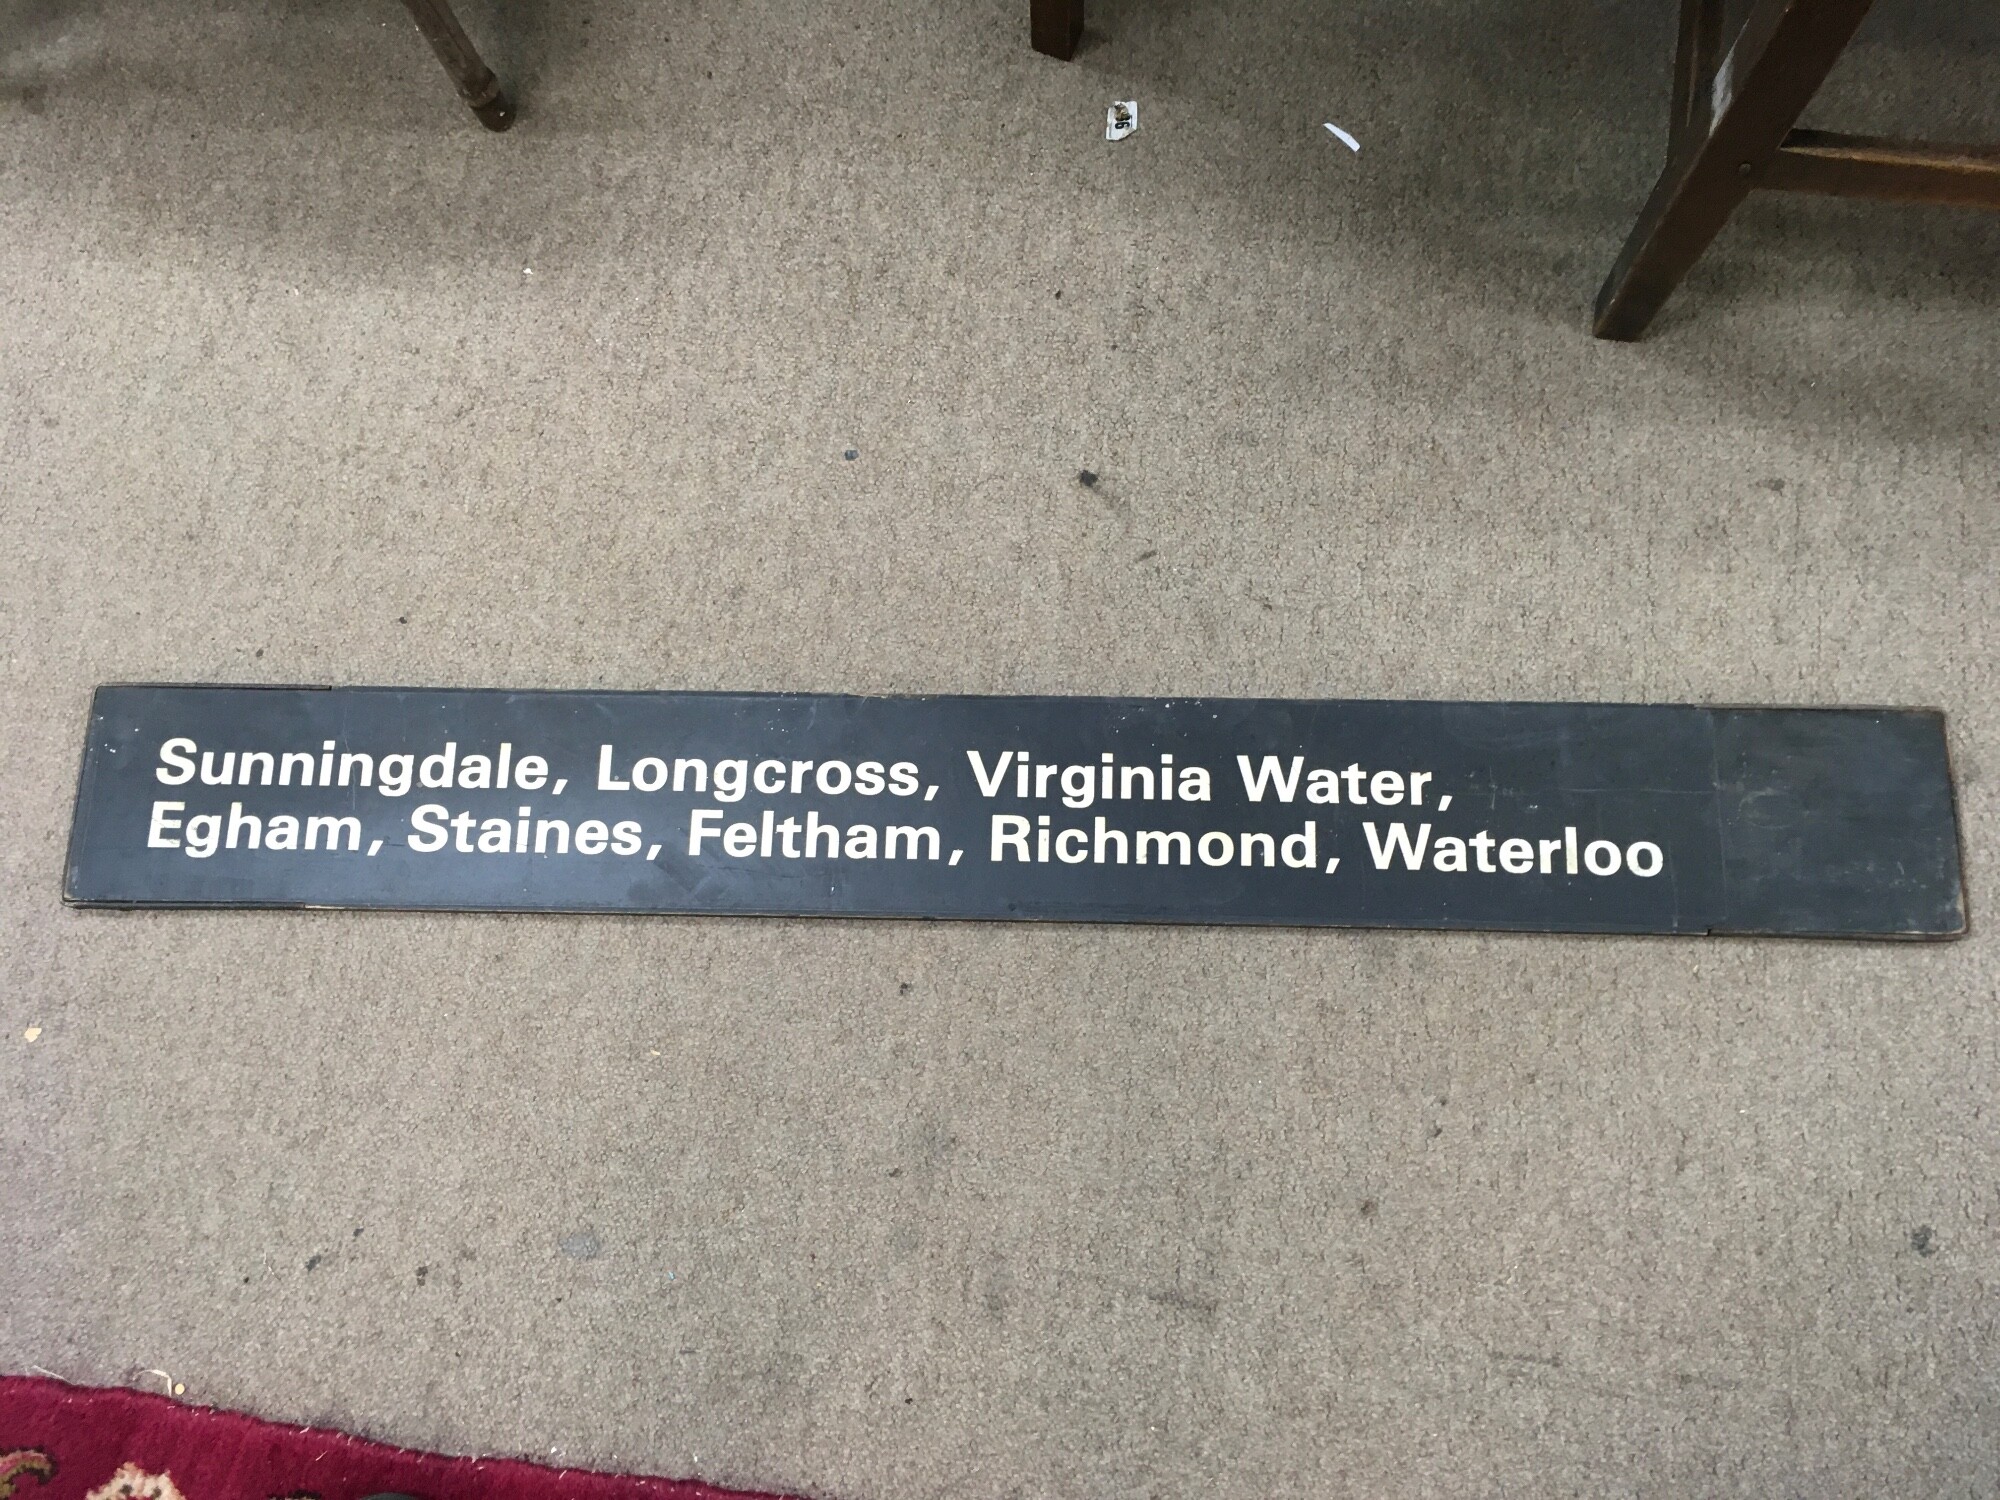 Sunningdale, Longcross, Virginia Water,
Egham, Staines, Feltham, Richmond, Waterloo